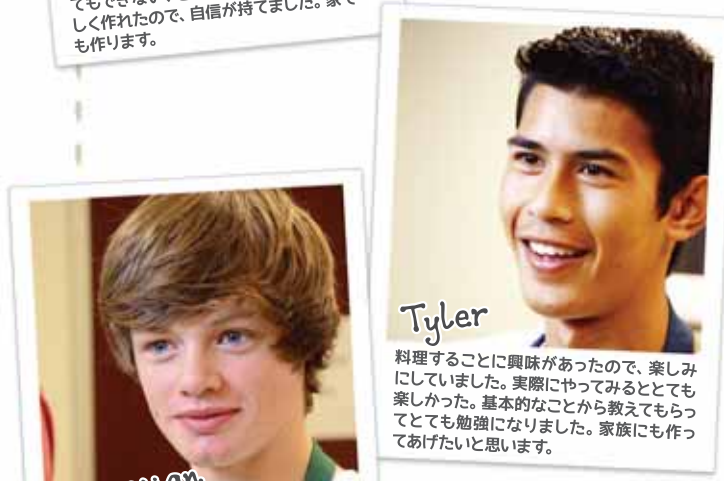 しく作れたので、自信が持てました。家で
も作ります。
Tyler
料理することに興味があったので、楽しみ
にしていました。実際にやってみるととても
楽しかった。基本的なことから教えてもらっ
てとても勉強になりました。家族にも作っ
てあげたいと思います。